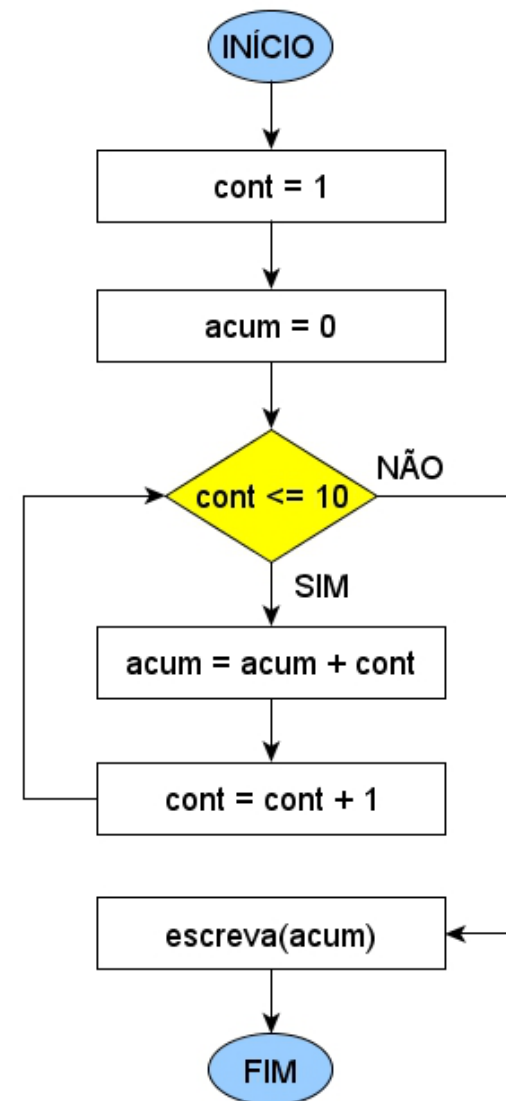 INÍCIO
cont = 1
acum = 0
cont <= 10
NÃO
SIM
acum = acum + cont
cont = cont + 1
escreva(acum)
FIM